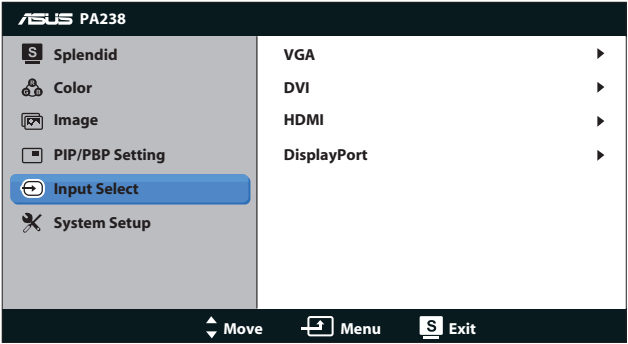 ASUS PA238
S Splendid
Color
Image
PIP/PBP Setting
Input Select
System Setup
VGA
DVI
HDMI
DisplayPort
Move Menu S Exit